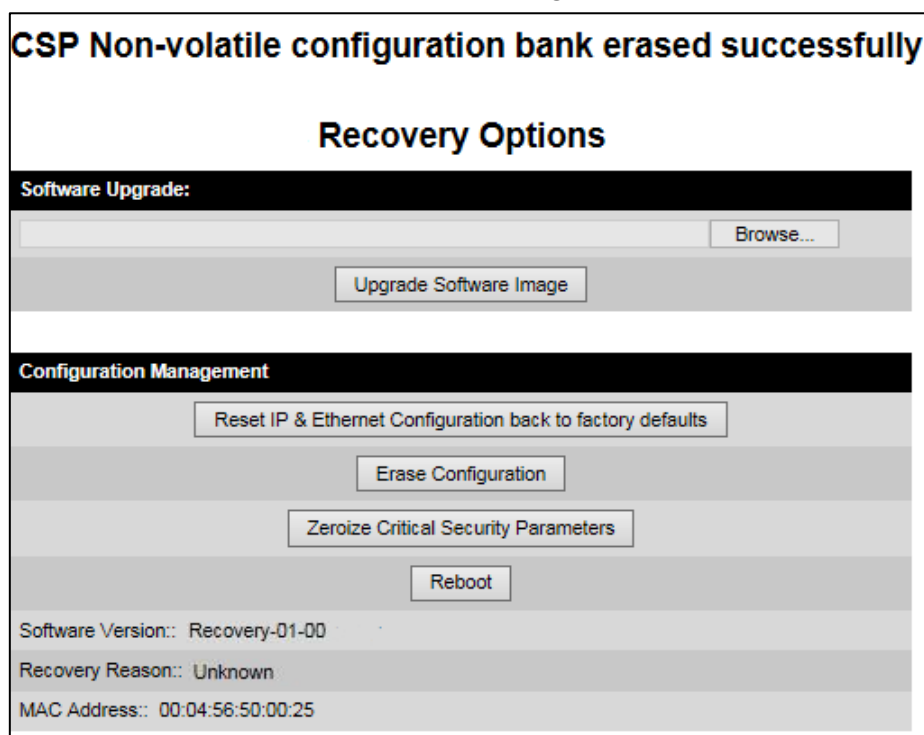 CSP Non-volatile configuration bank erased successfully
Recovery Options
Software Upgrade:
Browse...
Upgrade Software Image
Configuration Management
Reset IP & Ethernet Configuration back to factory defaults
Erase Configuration
Zeroize Critical Security Parameters
Reboot
Software Version:: Recovery-01-00
Recovery Reason:: Unknown
MAC Address:: 00:04:56:50:00:25